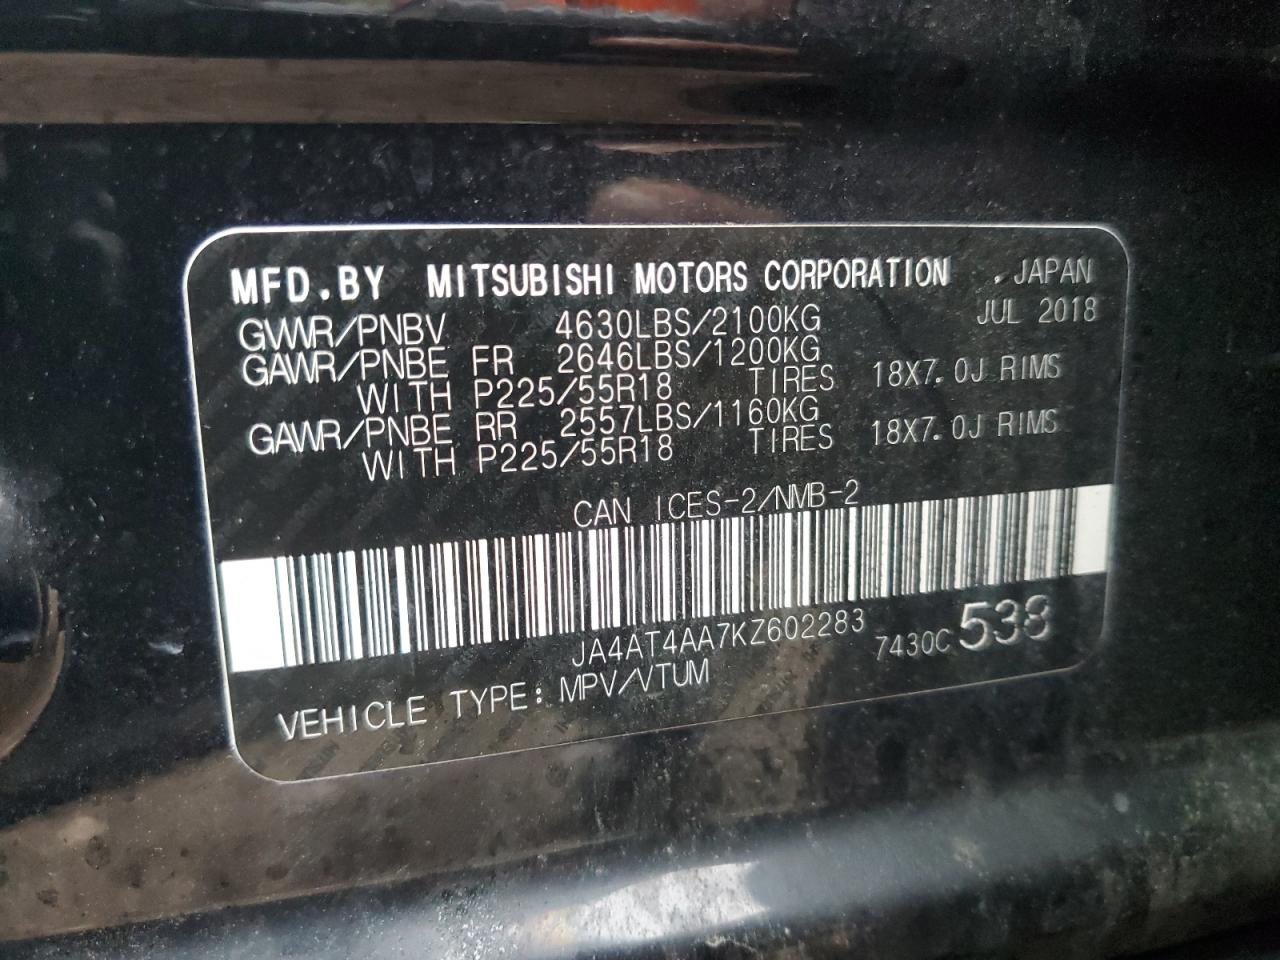 MFD.BY MITSUBISHI MOTORS CORPORATION , JAPAN
GVWR/PNBV 4630LBS/2100KG JUL 2018
GAWR/PNBE FR 2646LBS/1200KG
WITH P225/55R18 TIRES 18X7.0J RIMS
GAWR/PNBE RR 2557LBS/1160KG
WITH P225/55R18 TIRES 18X7.0J RIMS
CAN ICES-2/NMB-2
JA4AT4AA7KZ602283 7430C 538
VEHICLE TYPE: MPV/VTUM